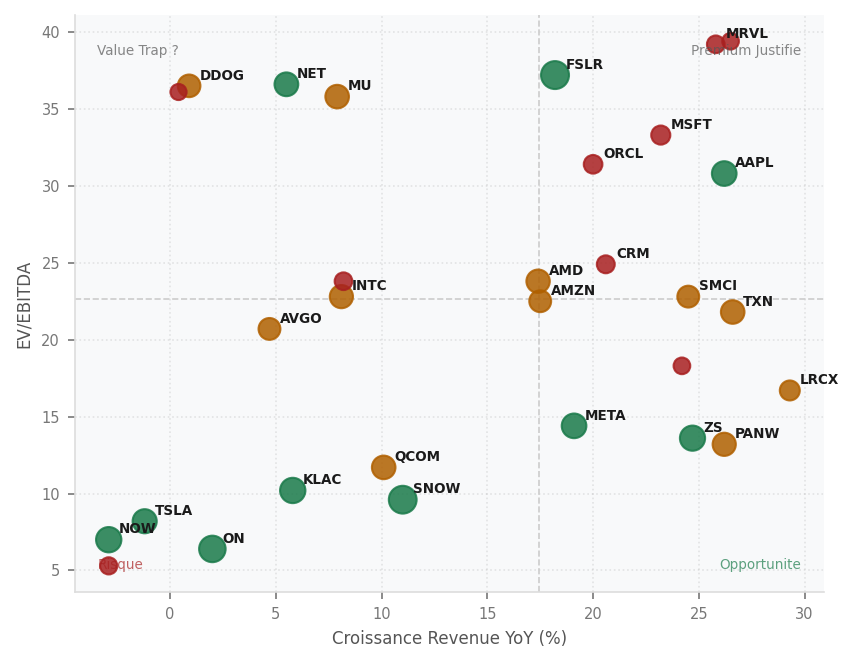 40
MRVL
Value Trap ?
Premium Justifie
FSLR
DDOG
NET
MU
35
MSFT
ORCL
AAPL
30
CRM
25
AMD
INTC
AMZN
SMCI
TXN
EV/EBITDA
AVGO
20
LRCX
META
15
ZS
PANW
QCOM
KLAC
SNOW
10
TSLA
NOW
ON
Risque
Opportunite
5
0
5
10
15
20
25
30
Croissance Revenue YoY (%)